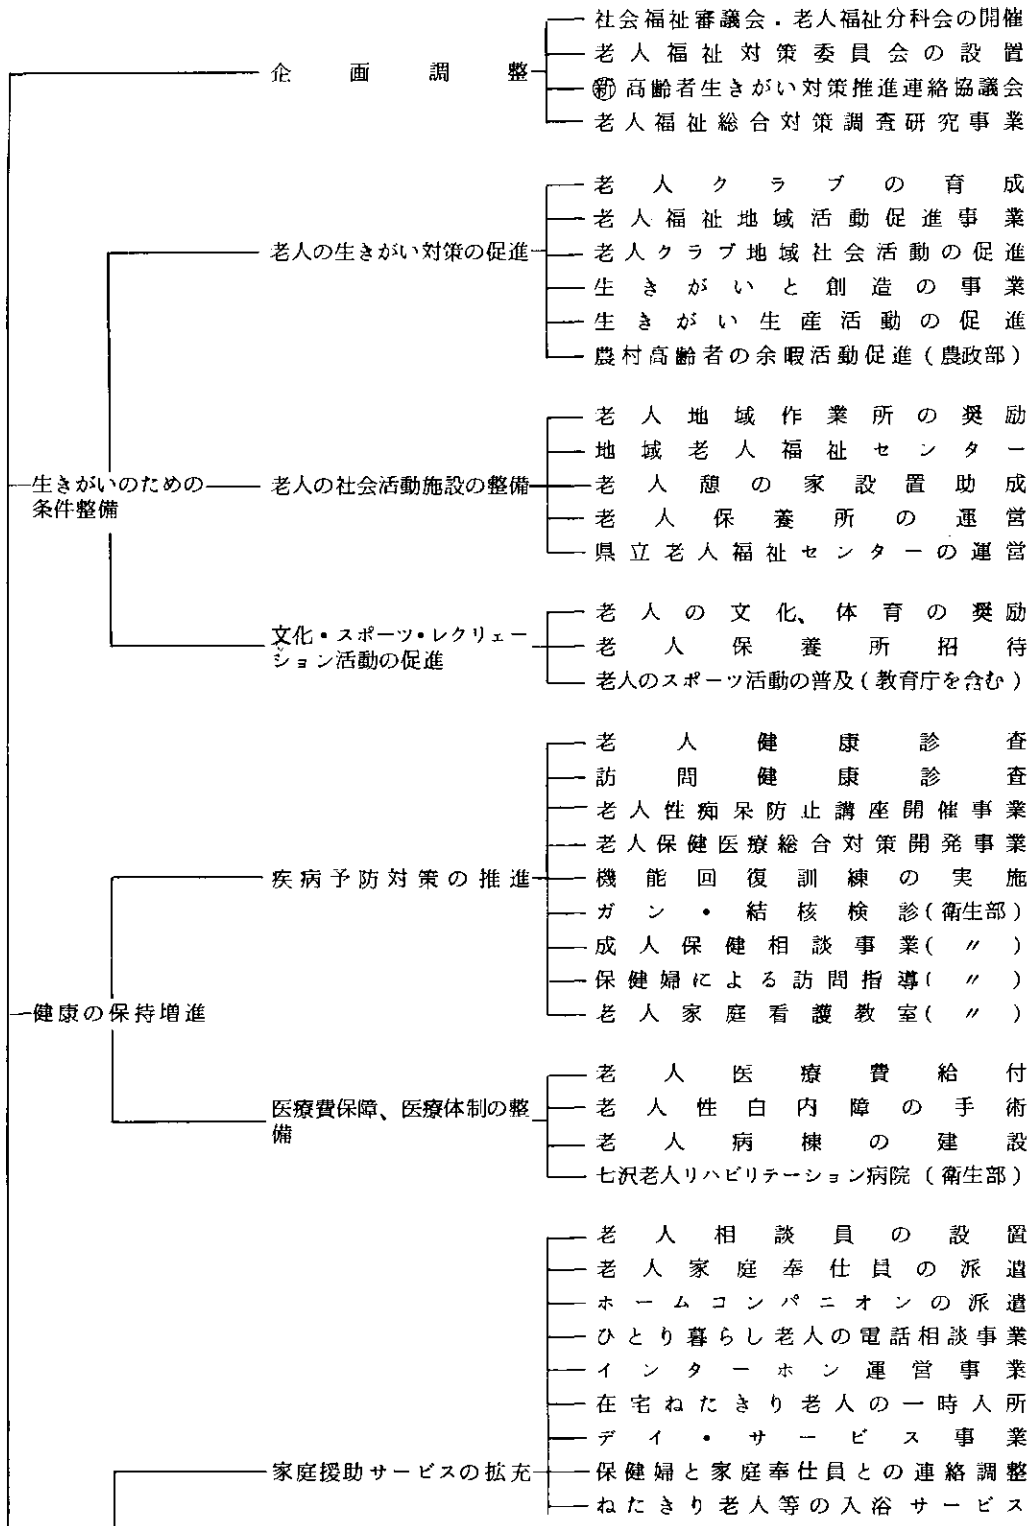 社会福祉審議会．老人福祉分科会の開催
老人福祉対策委員会の設置
企画調整
㊟高齢者生きがい対策推進連絡協議会
老人福祉総合対策調査研究事業
老人クラブの育成
老人福祉地域活動促進事業
老人の生きがい対策の促進
老人クラブ地域社会活動の促進
生きがいと創造の事業
生きがい生産活動の促進
農村高齢者の余暇活動促進(農政部)
老人地域作業所の奨励
地域老人福祉センター
生きがいのための
条件整備
老人の社会活動施設の整備
老人憩の家設置助成
老人保養所の運営
県立老人福祉センターの運営
老人の文化、体育の奨励
文化・スポーツ・レクリェー
ション活動の促進
老人保養所招待
老人のスポーツ活動の普及(教育庁を含む)
老人健康診査
訪問健康診査
老人性痴呆防止講座開催事業
老人保健医療総合対策開発事業
疾病予防対策の推進
機能回復訓練の実施
ガン・結核検診(衛生部)
成人保健相談事業(〃)
保健婦による訪問指導(〃)
健康の保持増進
老人家庭看護教室(〃)
老人医療費給付
医療費保障、医療体制の整
備
老人性白内障の手術
老人病棟の建設
七沢老人リハビリテーション病院(衛生部)
老人相談員の設置
老人家庭奉仕員の派遣
ホームコンパニオンの派遣
ひとり暮らし老人の電話相談事業
インターホン運営事業
在宅ねたきり老人の一時入所
デイ・サービス事業
家庭援助サービスの拡充
保健婦と家庭奉仕員との連絡調整
ねたきり老人等の入浴サービス